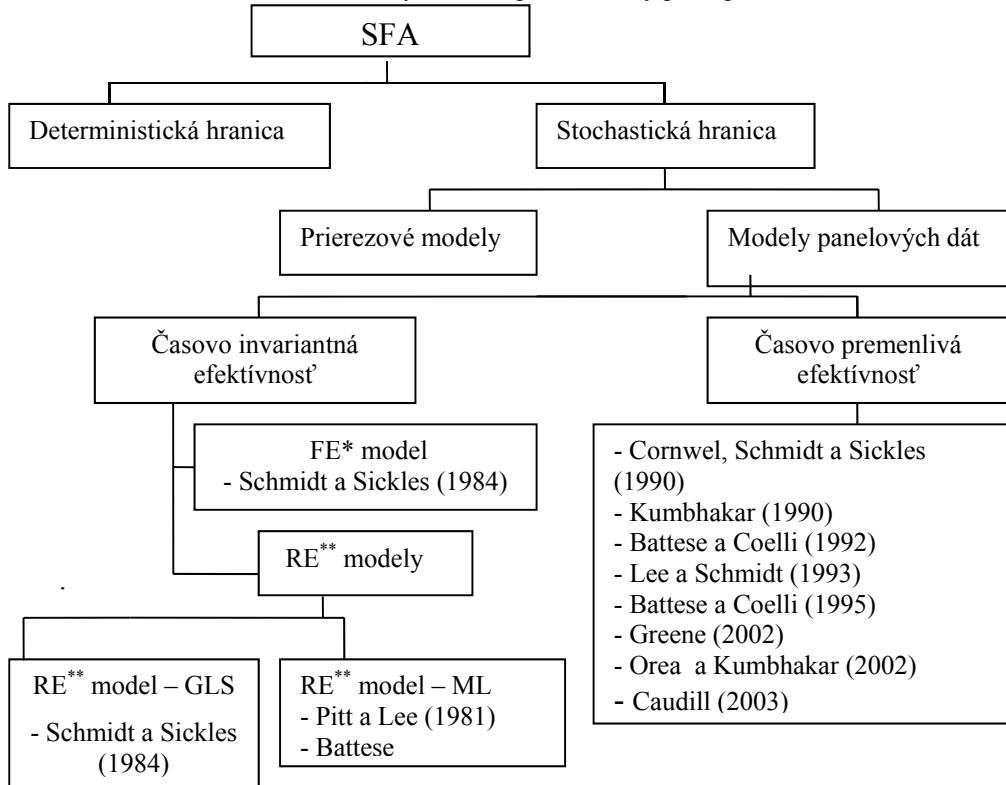 SFA
Deterministická hranica
Stochastická hranica
Prierezové modely
Modely panelových dát
Časovo invariantná
efektívnosť
Časovo premenlivá
efektívnosť
FE* model
- Schmidt a Sickles (1984)
RE** modely
RE** model – GLS
- Schmidt a Sickles
(1984)
RE** model – ML
- Pitt a Lee (1981)
- Battese
- Cornwel, Schmidt a Sickles
(1990)
- Kumbhakar (1990)
- Battese a Coelli (1992)
- Lee a Schmidt (1993)
- Battese a Coelli (1995)
- Greene (2002)
- Orea a Kumbhakar (2002)
- Caudill (2003)